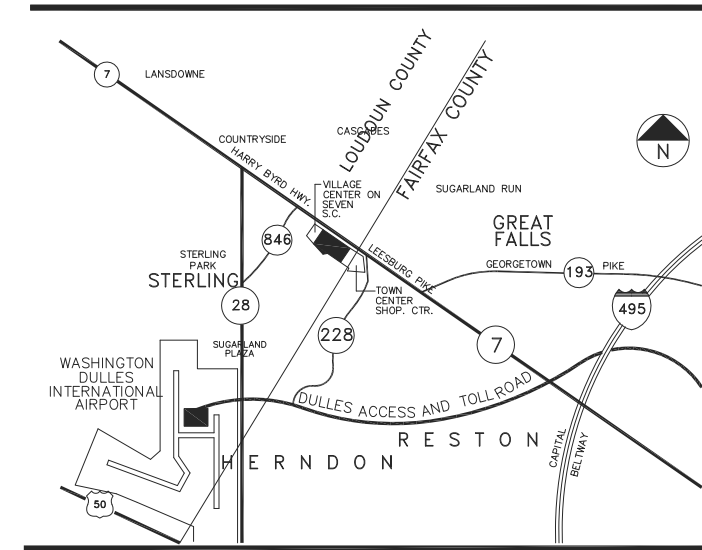 7
LANSDOWNE
LOUDOUN COUNTY
FAIRFAX COUNTY
COUNTRYSIDE
CASCADES
N
HARRY BYRD HWY.
VILLAGE
CENTER ON
SEVEN
S.C.
SUGARLAND RUN
GREAT
FALLS
846
LEESBURG PIKE
GEORGETOWN
193
PIKE
STERLING
PARK
STERLING
TOWN
CENTER
SHOP. CTR.
28
495
228
7
SUGARLAND
PLAZA
WASHINGTON
DULLES
INTERNATIONAL
AIRPORT
DULLES ACCESS AND TOLL ROAD
RESTON
HERNDON
CAPITAL
BELTWAY
50